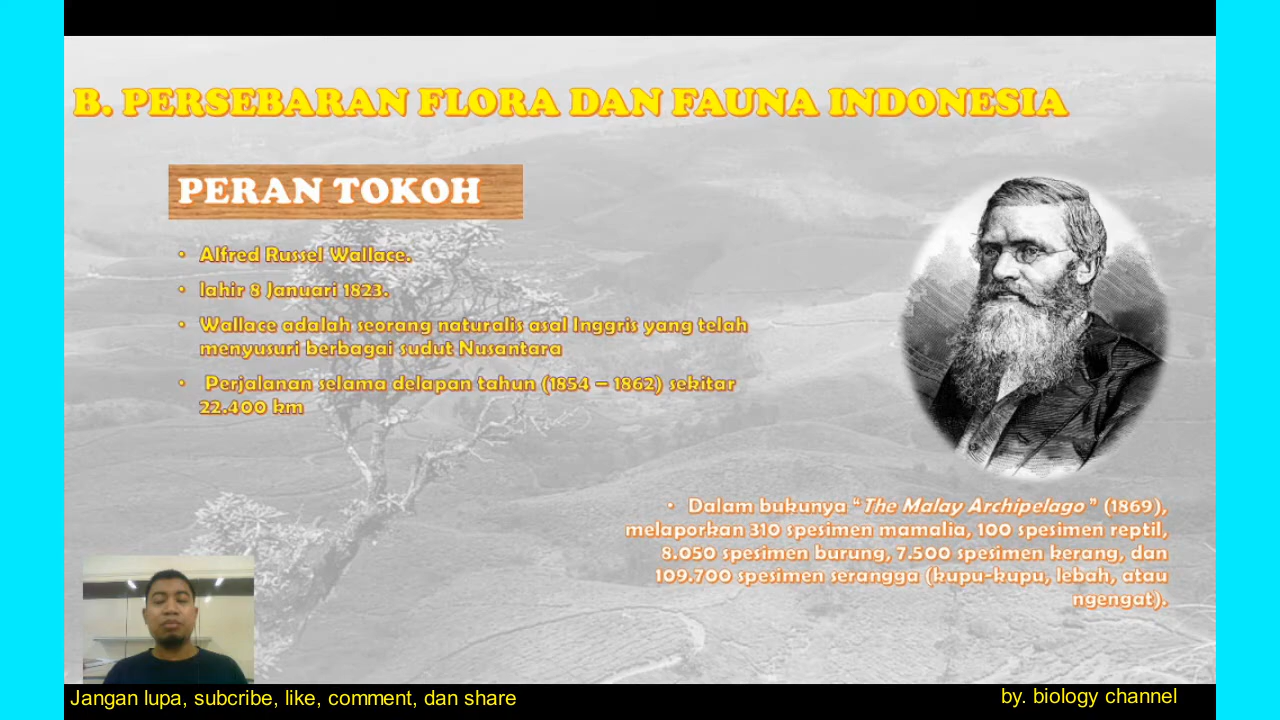 B. PERSEBARAN FLORA DAN FAUNA INDONESIA
PERAN TOKOH
• Alfred Russel Wallace.
• lahir 8 Januari 1823.
• Wallace adalah seorang naturalis asal Inggris yang telah
menyusuri berbagai sudut Nusantara
• Perjalanan selama delapan tahun (1854 – 1862) sekitar
22.400 km
• Dalam bukunya “The Malay Archipelago ” (1869),
melaporkan 310 spesimen mamalia, 100 spesimen reptil,
8.050 spesimen burung, 7.500 spesimen kerang, dan
109.700 spesimen serangga (kupu-kupu, lebah, atau
ngengat).
Jangan lupa, subcribe, like, comment, dan share
by. biology channel